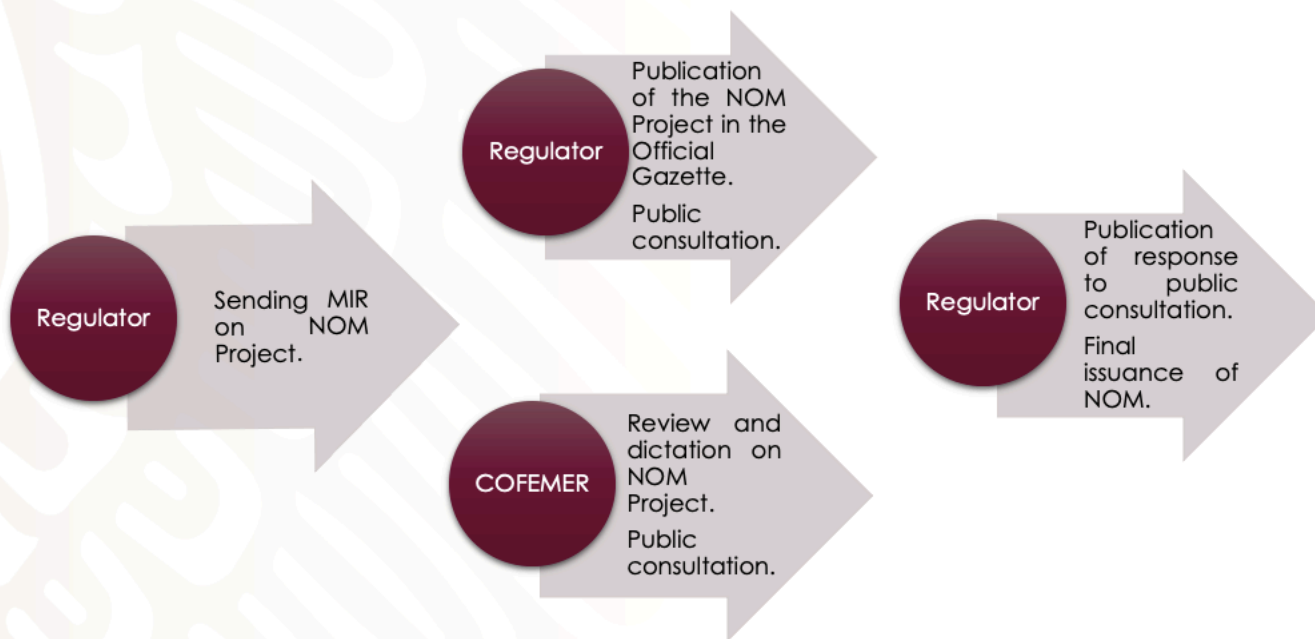 Regulator
Sending MIR
on NOM
Project.
Regulator
Publication
of the NOM
Project in the
Official
Gazette.
Public
consultation.
COFEMER
Review and
dictation on
NOM
Project.
Public
consultation.
Regulator
Publication
of response
to public
consultation.
Final
issuance of
NOM.